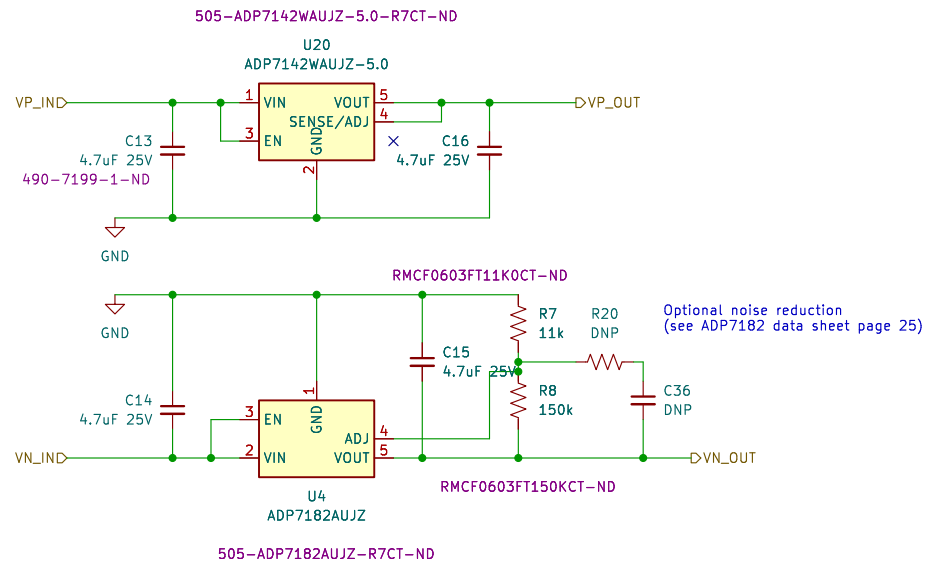 505-ADP7142WAUJZ-5.0-R7CT-ND
U20
ADP7142WAUJZ-5.0
VP_IN
1
VIN
VOUT
5
VP_OUT
SENSE/ADJ
4
3
EN
GND
2
C13
4.7uF 25V
490-7199-1-ND
C16
4.7uF 25V
GND
RMCF0603FT11K0CT-ND
GND
R7
11k
R20
DNP
Optional noise reduction
(see ADP7182 data sheet page 25)
C15
4.7uF 25V
R8
150k
C36
DNP
C14
4.7uF 25V
1
GND
3
EN
ADJ
4
VN_IN
2
VIN
VOUT
5
VN_OUT
RMCF0603FT150KCT-ND
U4
ADP7182AUJZ
505-ADP7182AUJZ-R7CT-ND